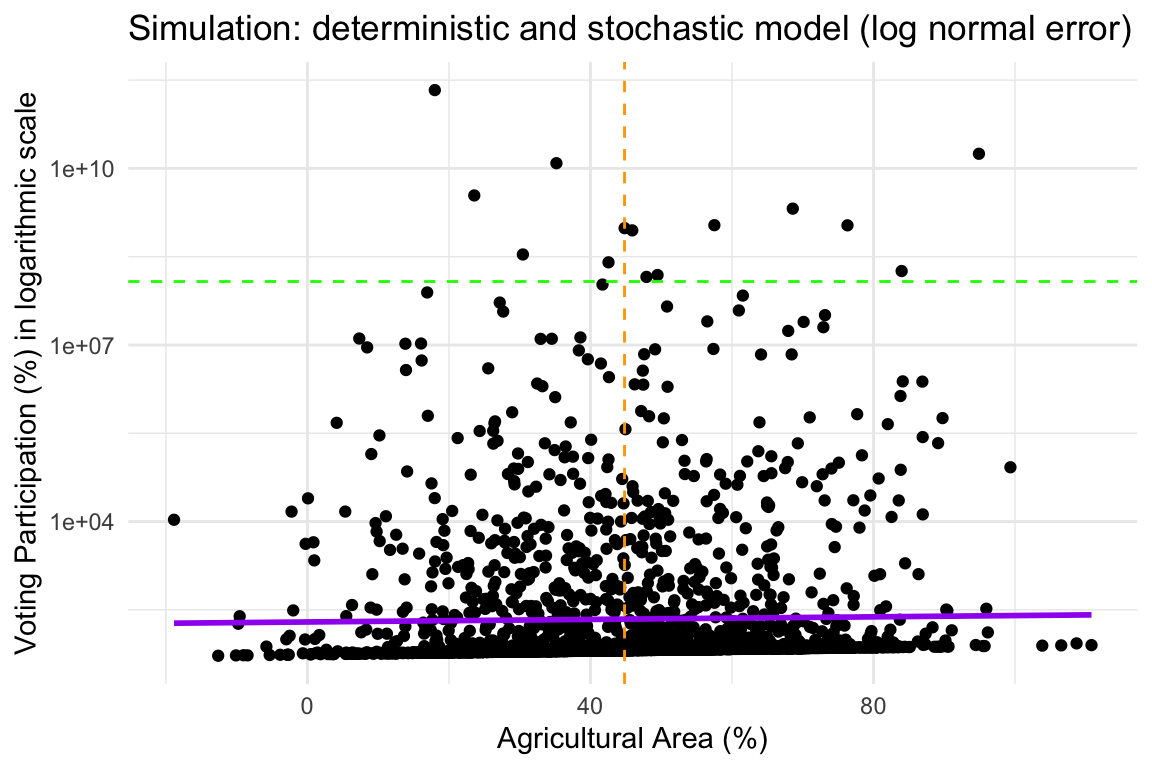 Simulation: deterministic and stochastic model (log normal error)
Voting Participation (%) in logarithmic scale
1e+10
1e+07
1e+04
0
40
80
Agricultural Area (%)